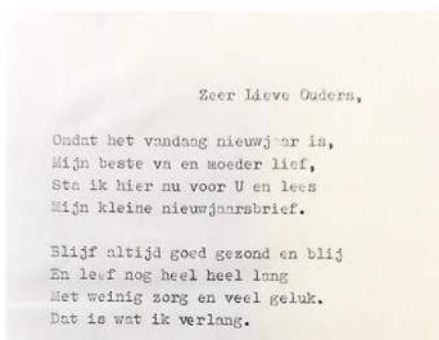 Zeer Lieve Ouders,
Omdat het vandaag nieuwjaar is,
Mijn beste va en moeder lief,
Sta ik hier nu voor U en lees
Mijn kleine nieuwjaarsbrief.
Blijf altijd goed gezond en blij
En leef nog heel heel lang
Met weinig zorg en veel geluk.
Dat is wat ik verlang.